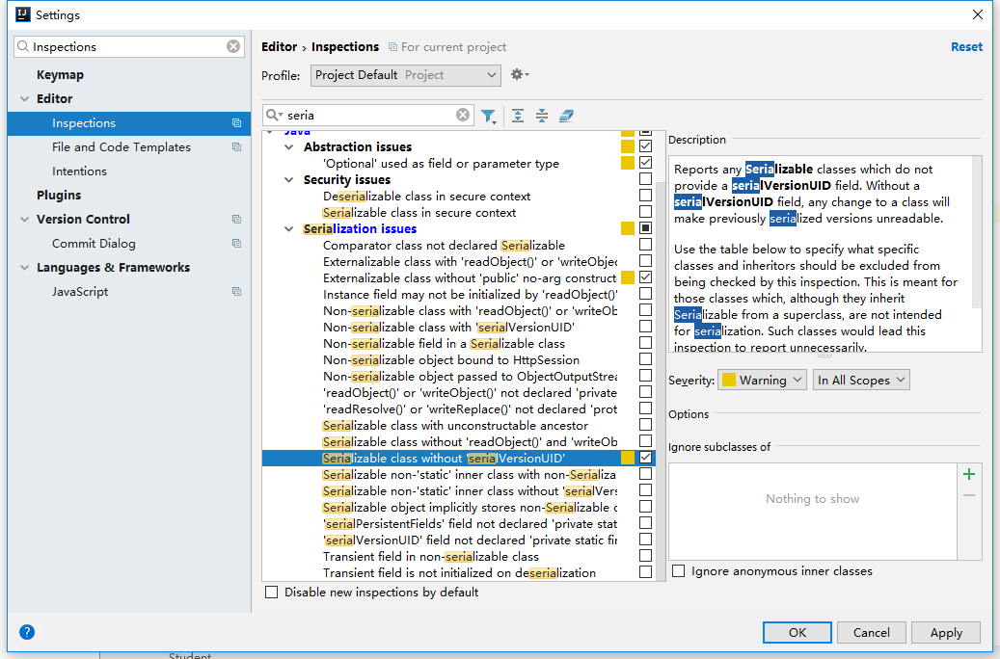 Settings
Inspections
Keymap
Editor
Inspections
File and Code Templates
Intentions
Plugins
Version Control
Commit Dialog
Languages & Frameworks
JavaScript
Editor › Inspections For current project
Reset
Profile: Project Default Project
seria
Java
Abstraction issues
'Optional' used as field or parameter type
Security issues
Deserializable class in secure context
Serializable class in secure context
Serialization issues
Comparator class not declared Serializable
Externalizable class with 'readObject()' or 'writeObjec
Externalizable class without 'public' no-arg construct
Instance field may not be initialized by 'readObject()'
Non-serializable class with 'readObject()' or 'writeOb
Non-serializable class with 'serialVersionUID'
Non-serializable field in a Serializable class
Non-serializable object bound to HttpSession
Non-serializable object passed to ObjectOutputStrea
'readObject()' or 'writeObject()' not declared 'private
'readResolve()' or 'writeReplace()' not declared 'prot
Serializable class with unconstructable ancestor
Serializable class without 'readObject()' and 'writeOb
Serializable class without 'serialVersionUID'
Serializable non-'static' inner class with non-Serializa
Serializable non-'static' inner class without 'serialVers
Serializable object implicitly stores non-Serializable c
'serialPersistentFields' field not declared 'private stat
'serialVersionUID' field not declared 'private static fin
Transient field in non-serializable class
Transient field is not initialized on deserialization
Disable new inspections by default
Description
Reports any Serializable classes which do not
provide a serialVersionUID field. Without a
serialVersionUID field, any change to a class will
make previously serialized versions unreadable.
Use the table below to specify what specific
classes and inheritors should be excluded from
being checked by this inspection. This is meant for
those classes which, although they inherit
Serializable from a superclass, are not intended
for serialization. Such classes would lead this
inspection to report unnecessarily.
Severity: Warning In All Scopes
Options
Ignore subclasses of
Nothing to show
Ignore anonymous inner classes
?
OK
Cancel
Apply
Student